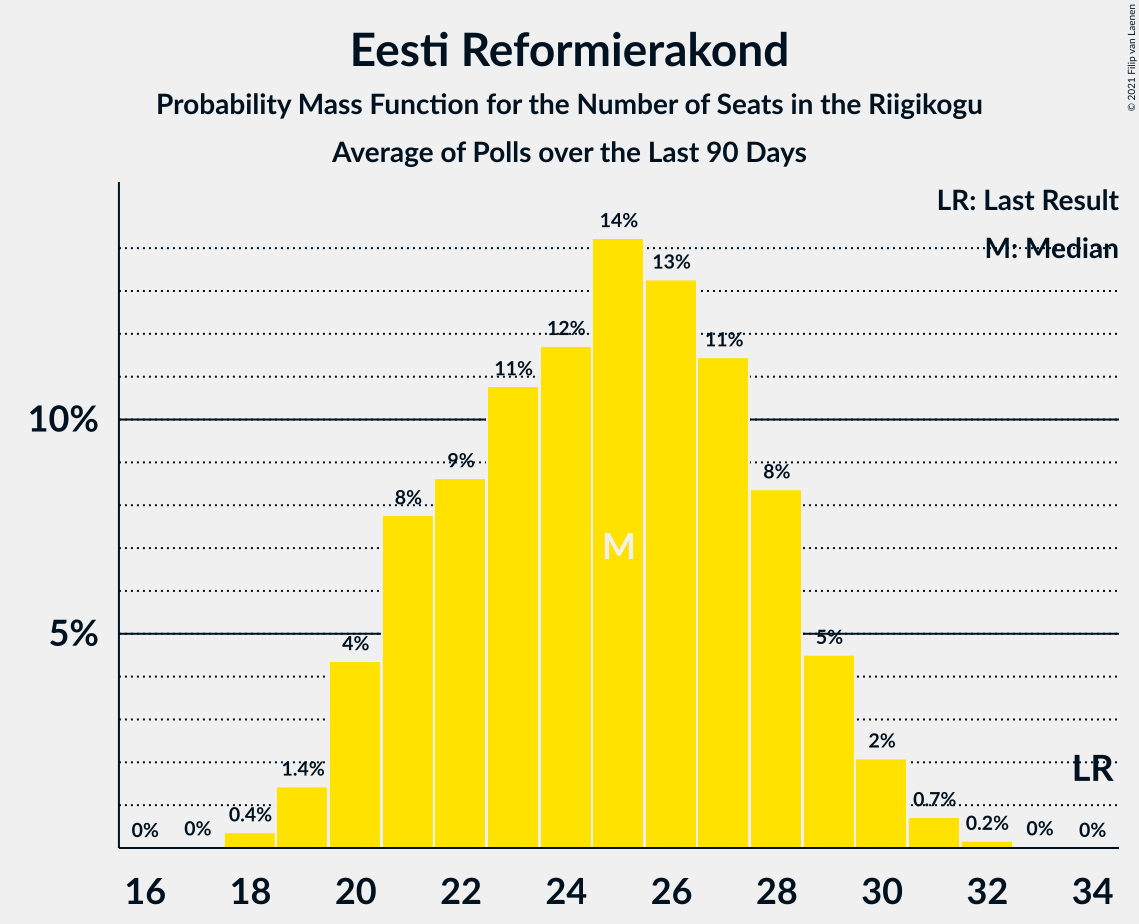 Eesti Reformierakond
Probability Mass Function for the Number of Seats in the Riigikogu
Average of Polls over the Last 90 Days
© 2021 Filip van Laenen
LR: Last Result
M: Median
14%
13%
12%
11%
11%
10%
9%
8%
8%
M
5%
4%
5%
2%
LR
1.4%
0.7%
0.4%
0.2%
0%
0%
0%
0%
16 18 20 22 24 26 28 30 32 34